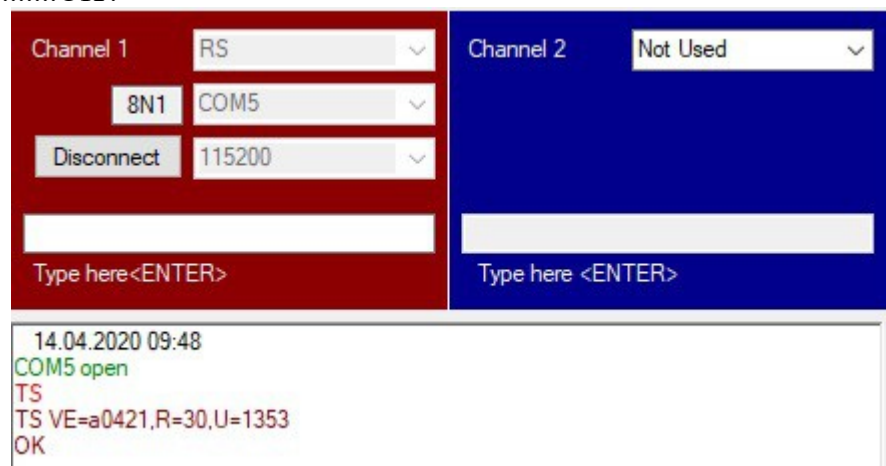 Channel 1 RS
8N1 COM5
Disconnect 115200
Type here<ENTER>
Channel 2 Not Used
Type here <ENTER>
14.04.2020 09:48
COM5 open
TS
TS VE=a0421,R=30,U=1353
OK